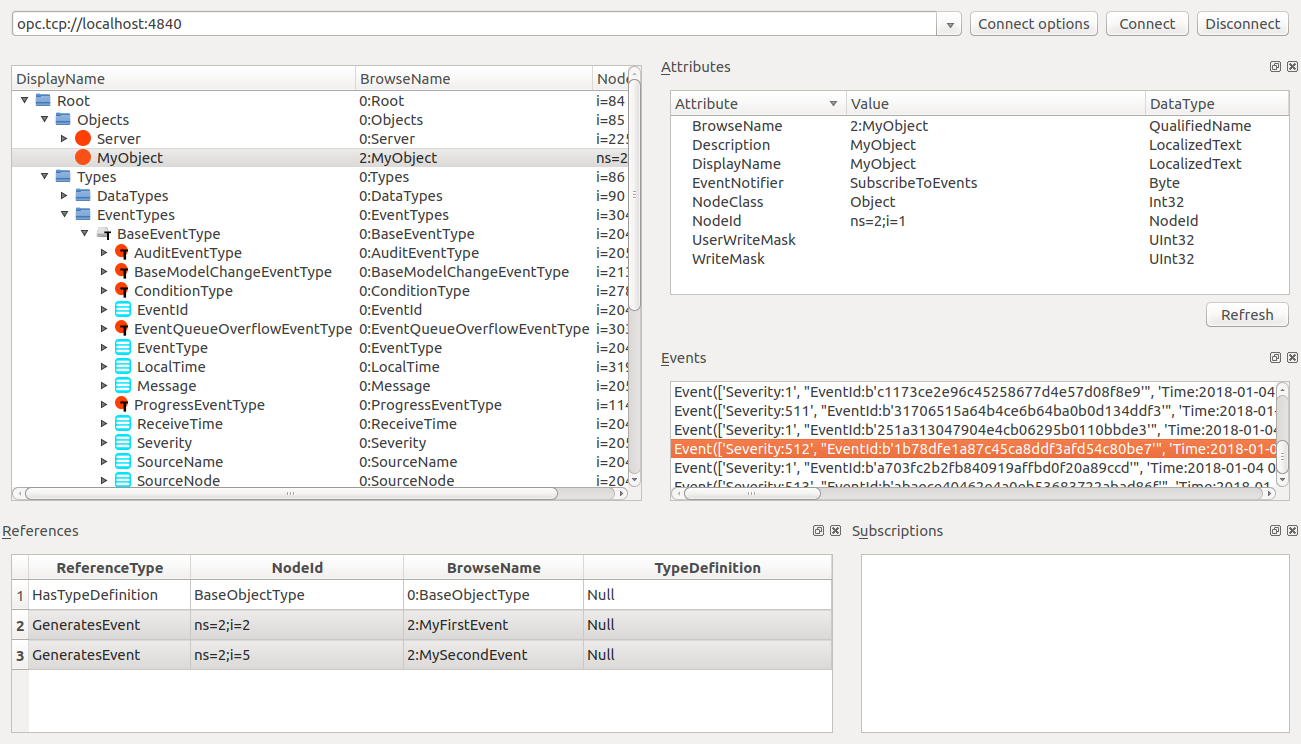 opc.tcp://localhost:4840
Connect options
Connect
Disconnect
DisplayName BrowseName Node
Root 0:Root i=84
Objects 0:Objects i=85
Server 0:Server i=225
MyObject 2:MyObject ns=2
Types 0:Types i=86
DataTypes 0:DataTypes i=90
EventTypes 0:EventTypes i=304
BaseEventType 0:BaseEventType i=204
AuditEventType 0:AuditEventType i=205
BaseModelChangeEventType 0:BaseModelChangeEventType i=213
ConditionType 0:ConditionType i=278
EventId 0:EventId i=204
EventQueueOverflowEventType 0:EventQueueOverflowEventType i=303
EventType 0:EventType i=204
LocalTime 0:LocalTime i=319
Message 0:Message i=205
ProgressEventType 0:ProgressEventType i=114
ReceiveTime 0:ReceiveTime i=204
Severity 0:Severity i=205
SourceName 0:SourceName i=204
SourceNode 0:SourceNode i=204
Attributes
Attribute Value DataType
BrowseName 2:MyObject QualifiedName
Description MyObject LocalizedText
DisplayName MyObject LocalizedText
EventNotifier SubscribeToEvents Byte
NodeClass Object Int32
NodeId ns=2;i=1 NodeId
UserWriteMask UInt32
WriteMask UInt32
Refresh
Events
Event(['Severity:1', "EventId:b'c1173ce2e96c45258677d4e57d08f8e9'", 'Time:2018-01-04
Event(['Severity:511', "EventId:b'31706515a64b4ce6b64ba0b0d134ddf3'", 'Time:2018-01-
Event(['Severity:1', "EventId:b'251a313047904e4cb06295b0110bbde3'", 'Time:2018-01-04
Event(['Severity:512', "EventId:b'1b78dfe1a87c45ca8ddf3afd54c80be7'", 'Time:2018-01-0
Event(['Severity:1', "EventId:b'a703fc2b2fb840919affbd0f20a89ccd'", 'Time:2018-01-04 0
Event(['Severity:513', 'Time:2018-01
References
ReferenceType NodeId BrowseName TypeDefinition
1 HasTypeDefinition BaseObjectType 0:BaseObjectType Null
2 GeneratesEvent ns=2;i=2 2:MyFirstEvent Null
3 GeneratesEvent ns=2;i=5 2:MySecondEvent Null
Subscriptions